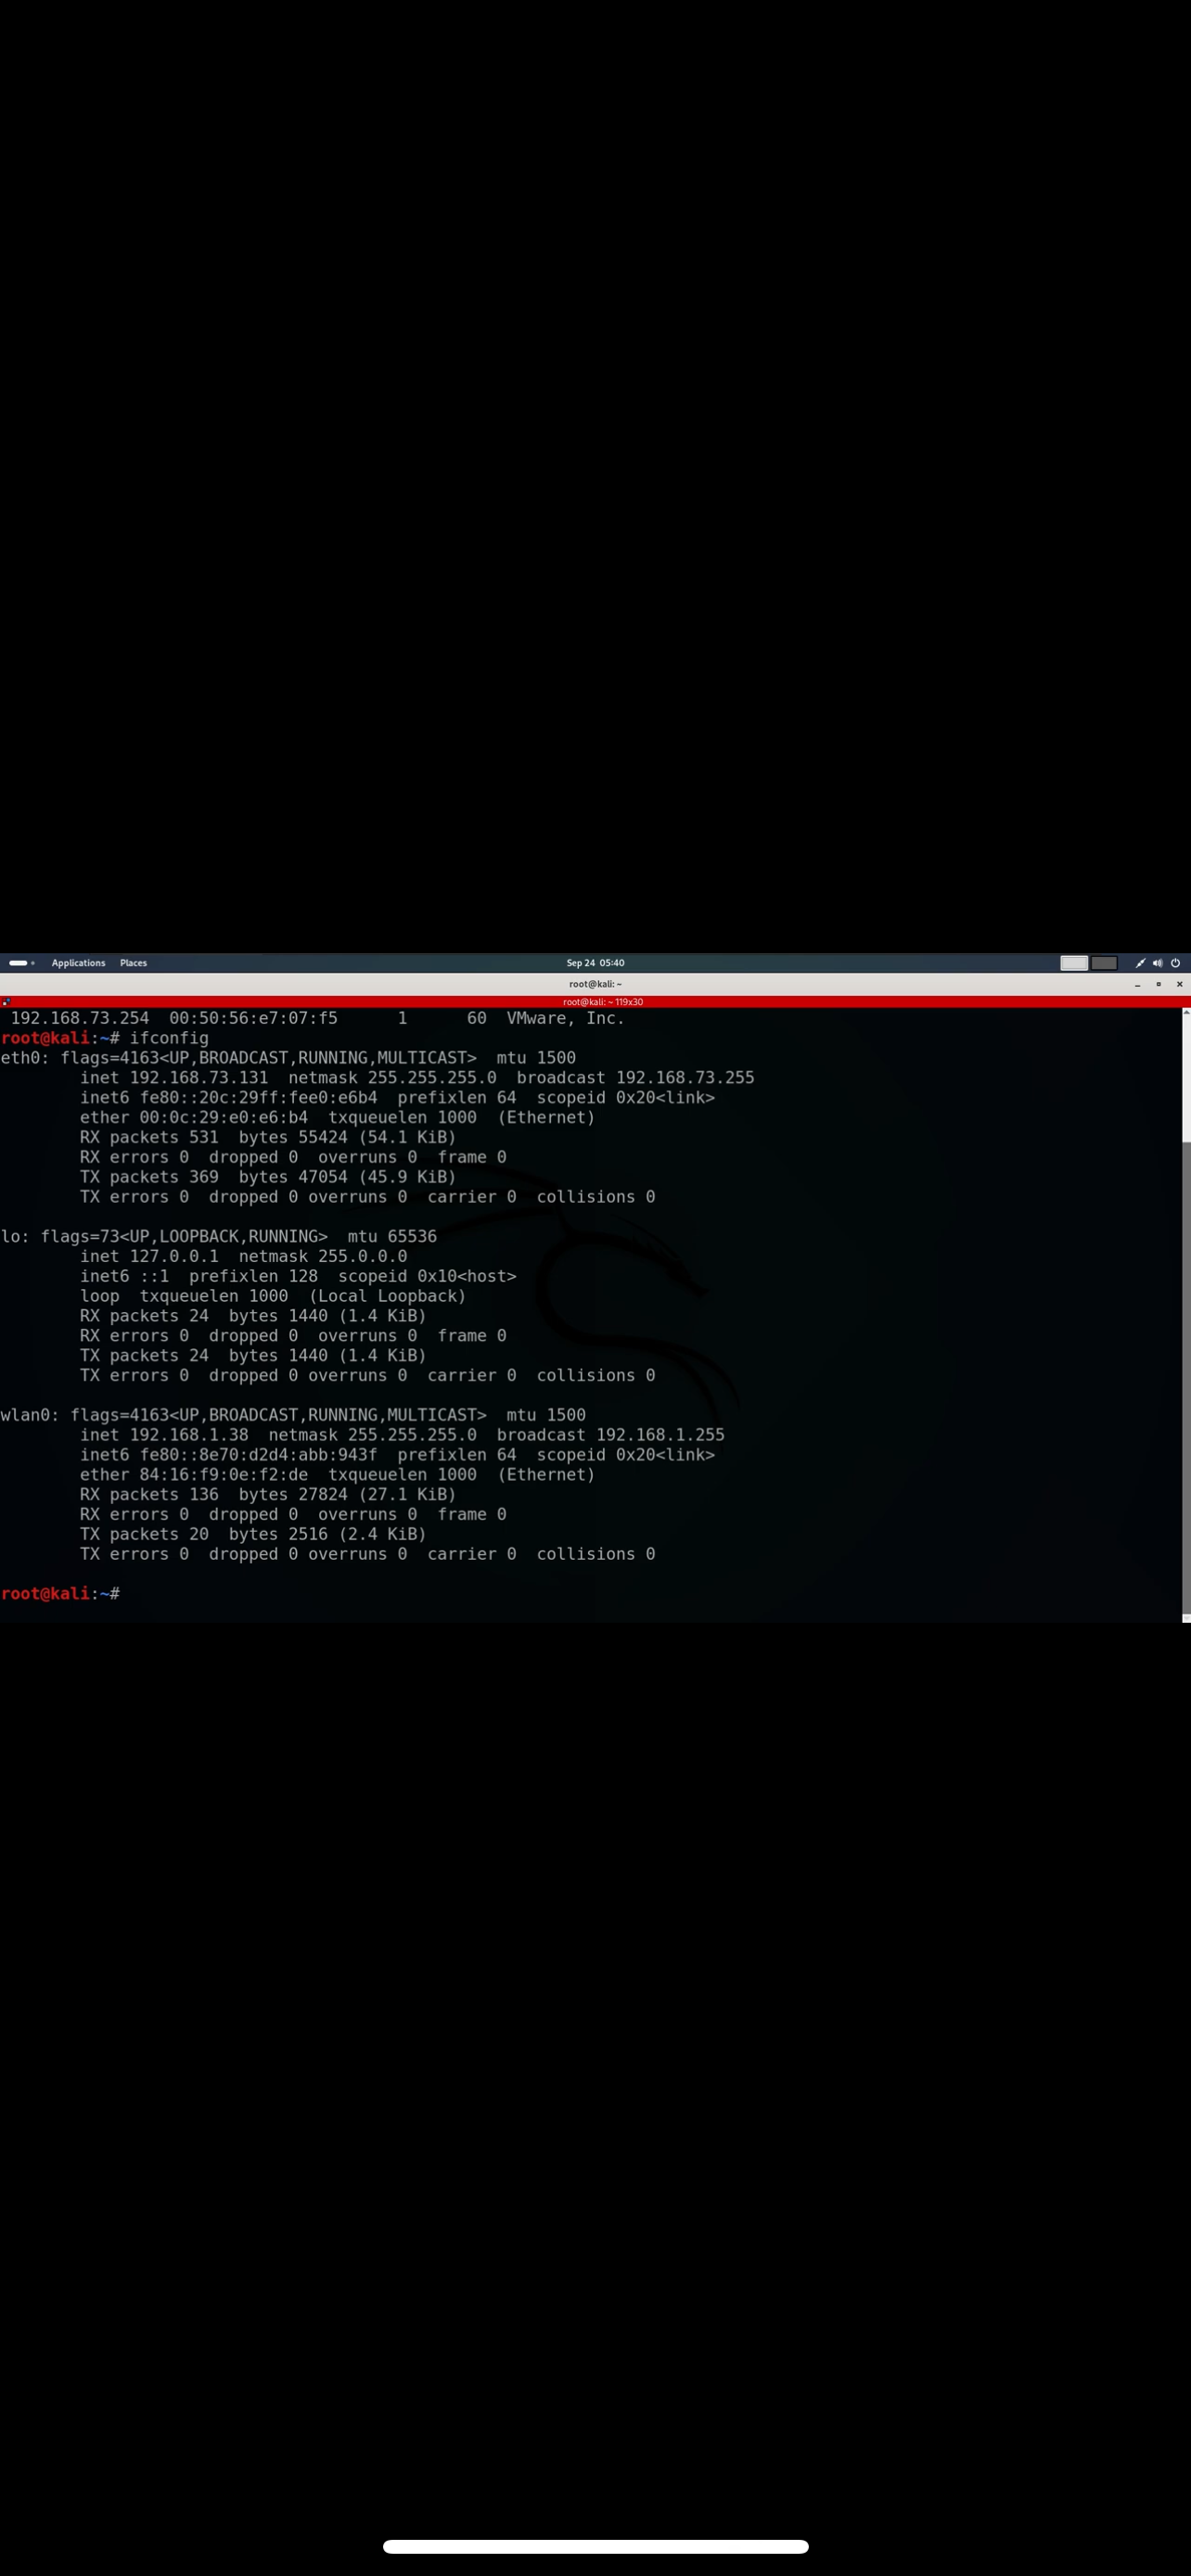 Applications Places Sep 24 05:40
root@kali: ~
root@kali: ~ 119x30
192.168.73.254  00:50:56:e7:07:f5      1      60  VMware, Inc.
root@kali:~# ifconfig
eth0: flags=4163<UP,BROADCAST,RUNNING,MULTICAST>  mtu 1500
        inet 192.168.73.131  netmask 255.255.255.0  broadcast 192.168.73.255
        inet6 fe80::20c:29ff:fee0:e6b4  prefixlen 64  scopeid 0x20<link>
        ether 00:0c:29:e0:e6:b4  txqueuelen 1000  (Ethernet)
        RX packets 531  bytes 55424 (54.1 KiB)
        RX errors 0  dropped 0  overruns 0  frame 0
        TX packets 369  bytes 47054 (45.9 KiB)
        TX errors 0  dropped 0 overruns 0  carrier 0  collisions 0
lo: flags=73<UP,LOOPBACK,RUNNING>  mtu 65536
        inet 127.0.0.1  netmask 255.0.0.0
        inet6 ::1  prefixlen 128  scopeid 0x10<host>
        loop  txqueuelen 1000  (Local Loopback)
        RX packets 24  bytes 1440 (1.4 KiB)
        RX errors 0  dropped 0  overruns 0  frame 0
        TX packets 24  bytes 1440 (1.4 KiB)
        TX errors 0  dropped 0 overruns 0  carrier 0  collisions 0
wlan0: flags=4163<UP,BROADCAST,RUNNING,MULTICAST>  mtu 1500
        inet 192.168.1.38  netmask 255.255.255.0  broadcast 192.168.1.255
        inet6 fe80::8e70:d2d4:abb:943f  prefixlen 64  scopeid 0x20<link>
        ether 84:16:f9:0e:f2:de  txqueuelen 1000  (Ethernet)
        RX packets 136  bytes 27824 (27.1 KiB)
        RX errors 0  dropped 0  overruns 0  frame 0
        TX packets 20  bytes 2516 (2.4 KiB)
        TX errors 0  dropped 0 overruns 0  carrier 0  collisions 0
root@kali:~#